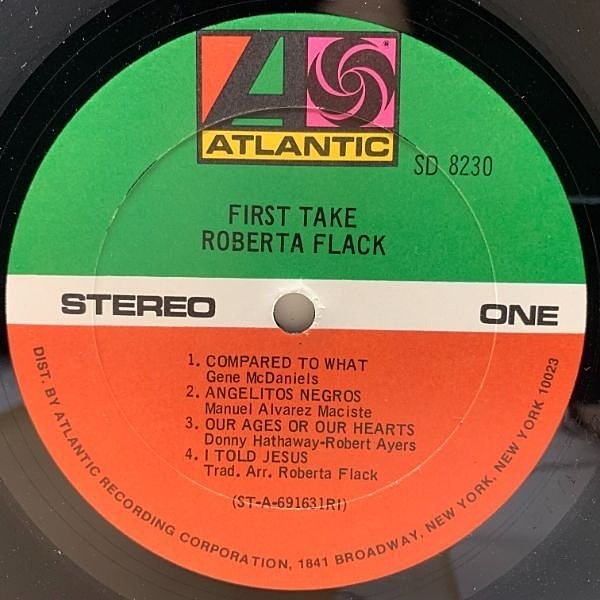 ATLANTIC
SD 8230
FIRST TAKE
ROBERTA FLACK
STEREO
ONE
1. COMPARED TO WHAT
Gene McDaniels
2. ANGELITOS NEGROS
Manuel Alvarez Maciste
3. OUR AGES OR OUR HEARTS
Donny Hathaway-Robert Ayers
4. I TOLD JESUS
Trad. Arr. Roberta Flack
(ST-A-691631RI)
DIST. BY ATLANTIC RECORDING CORPORATION, 1841 BROADWAY, NEW YORK, NEW YORK 10023